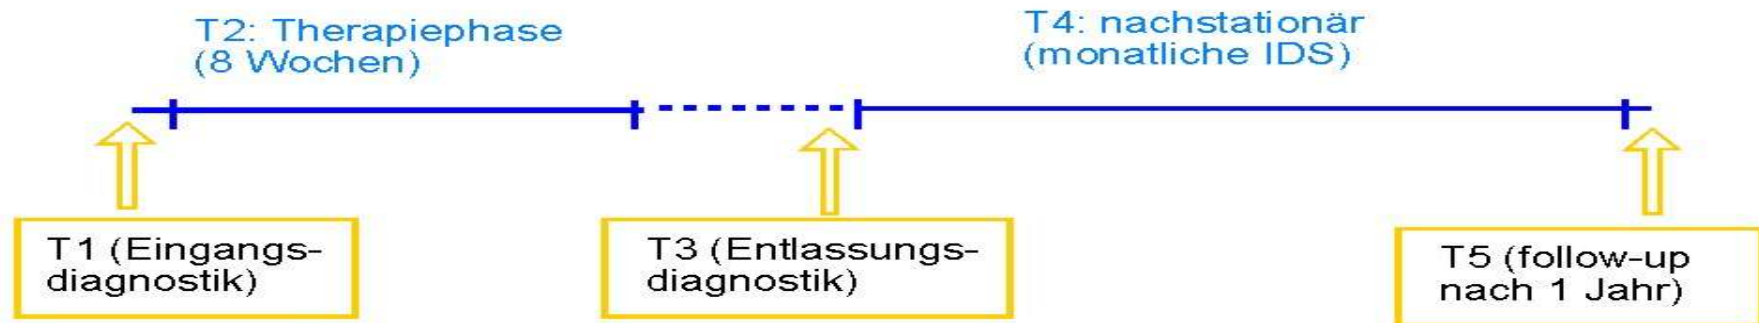 T2: Therapiephase
(8 Wochen)
T4: nachstationär
(monatliche IDS)
T1 (Eingangs-
diagnostik)
T3 (Entlassungs-
diagnostik)
T5 (follow-up
nach 1 Jahr)